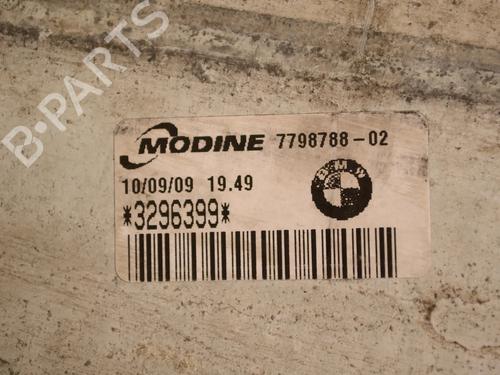 B-PARTS
MODINE 7798788-02
10/09/09 19.49
BMW
*3296399*